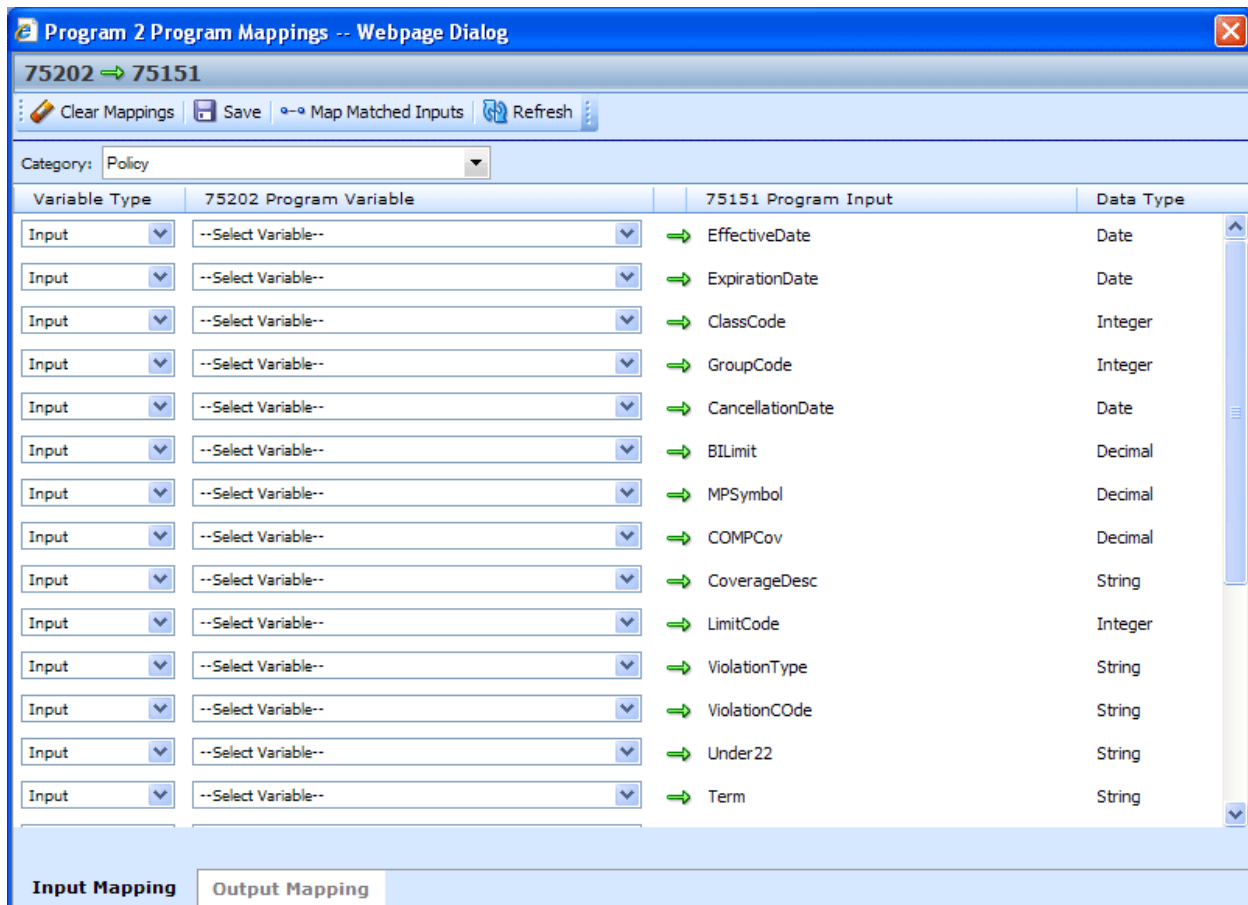 Program 2 Program Mappings -- Webpage Dialog
75202 75151
Clear Mappings Save Map Matched Inputs Refresh
Category: Policy
Variable Type 75202 Program Variable 75151 Program Input Data Type
Input --Select Variable-- EffectiveDate Date
Input --Select Variable-- ExpirationDate Date
Input --Select Variable-- ClassCode Integer
Input --Select Variable-- GroupCode Integer
Input --Select Variable-- CancellationDate Date
Input --Select Variable-- BILimit Decimal
Input --Select Variable-- MPSymbol Decimal
Input --Select Variable-- COMPCov Decimal
Input --Select Variable-- CoverageDesc String
Input --Select Variable-- LimitCode Integer
Input --Select Variable-- ViolationType String
Input --Select Variable-- ViolationCOde String
Input --Select Variable-- Under22 String
Input --Select Variable-- Term String
Input Mapping Output Mapping